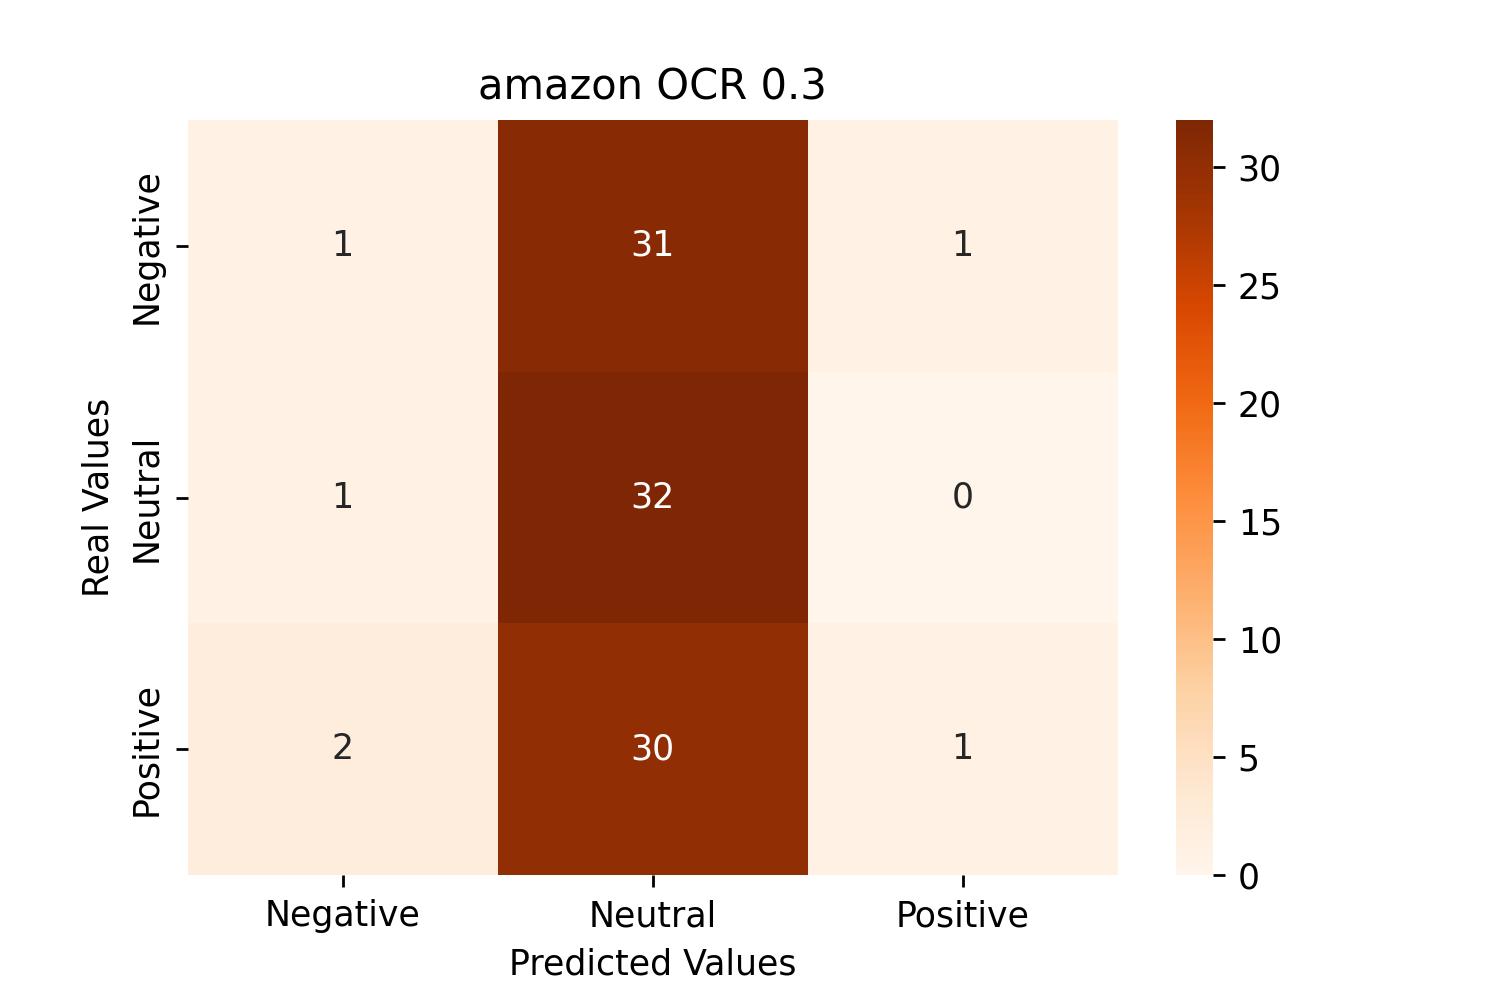 amazon OCR 0.3
Real Values
Negative
1 31 1
Neutral
1 32 0
Positive
2 30 1
Negative Neutral Positive
Predicted Values
30
25
20
15
10
5
0